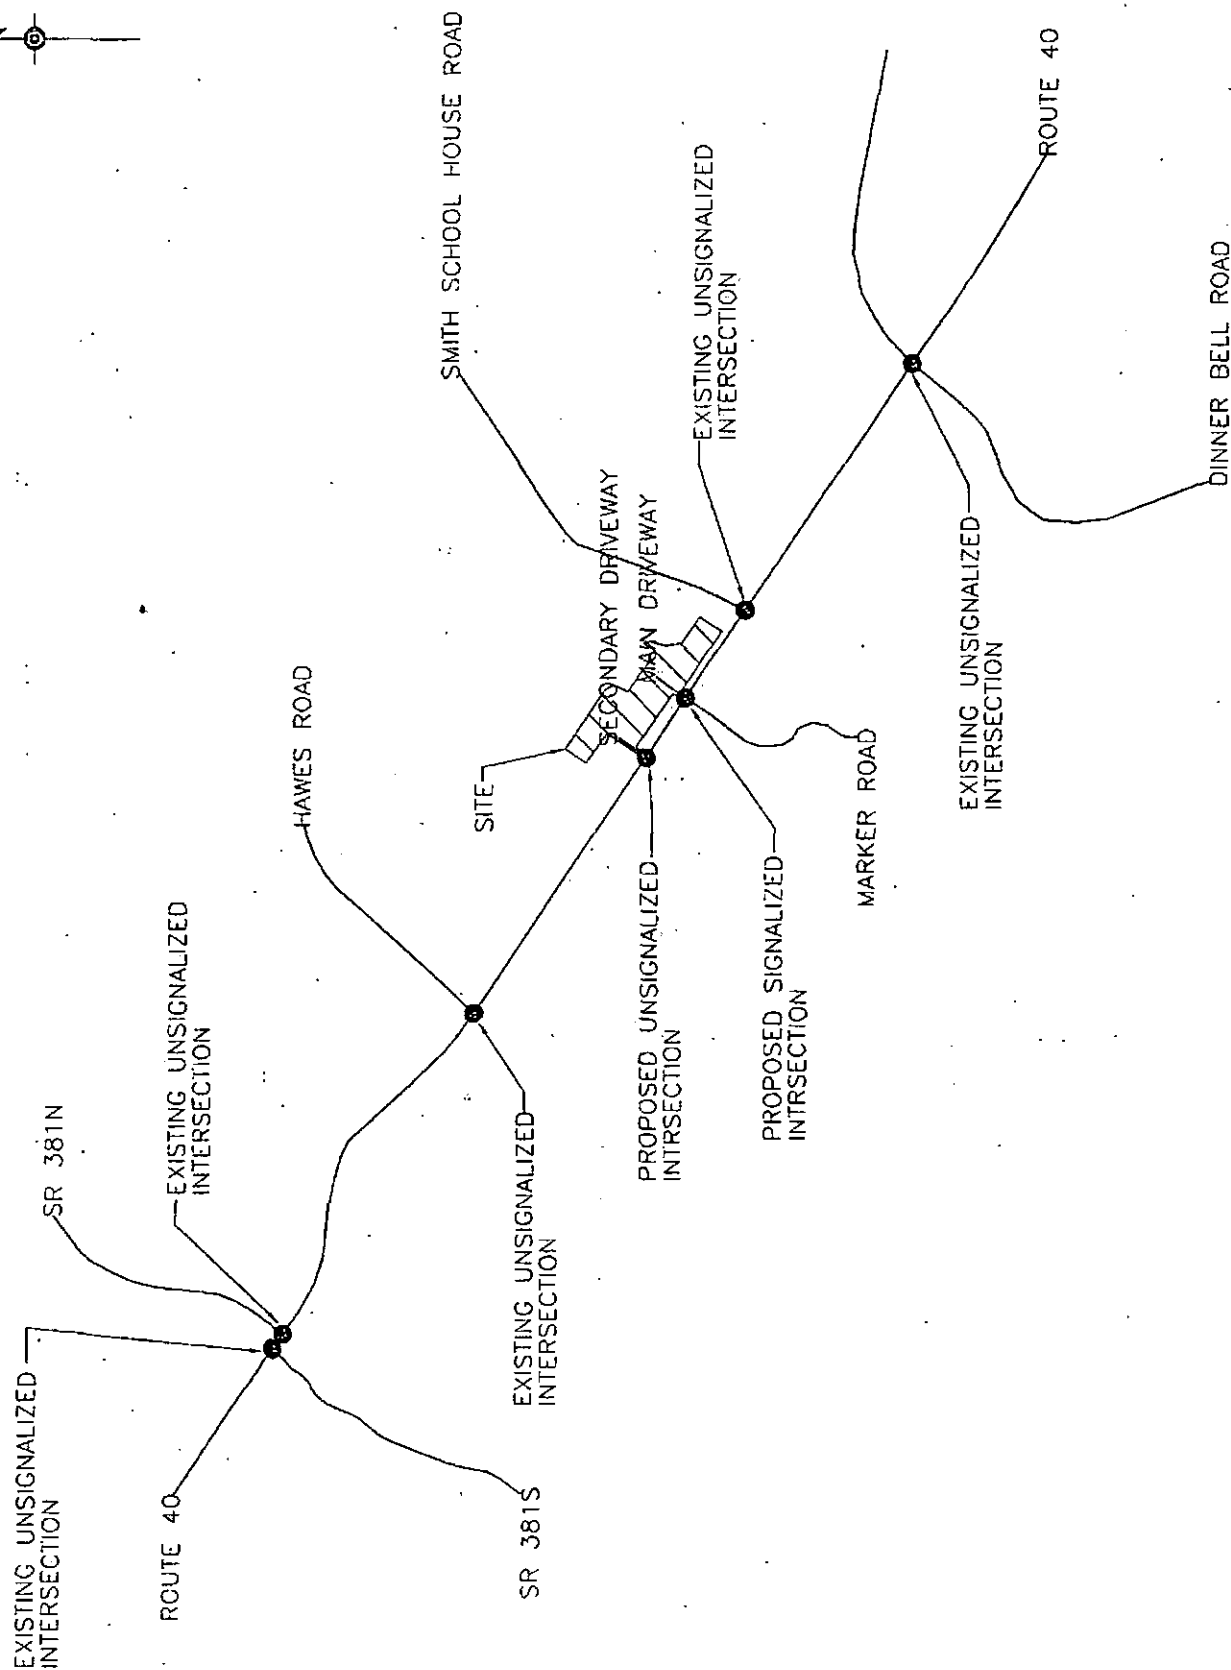 EXISTING UNSIGNALIZED
INTERSECTION
ROUTE 40
SR 381N
EXISTING UNSIGNALIZED
INTERSECTION
SR 381S
HAWES ROAD
EXISTING UNSIGNALIZED
INTERSECTION
SITE
SECONDARY DRIVEWAY
MAIN DRIVEWAY
PROPOSED UNSIGNALIZED
INTRSECTION
PROPOSED SIGNALIZED
INTRSECTION
MARKER ROAD
SMITH SCHOOL HOUSE ROAD
EXISTING UNSIGNALIZED
INTERSECTION
EXISTING UNSIGNALIZED
INTERSECTION
ROUTE 40
DINNER BELL ROAD